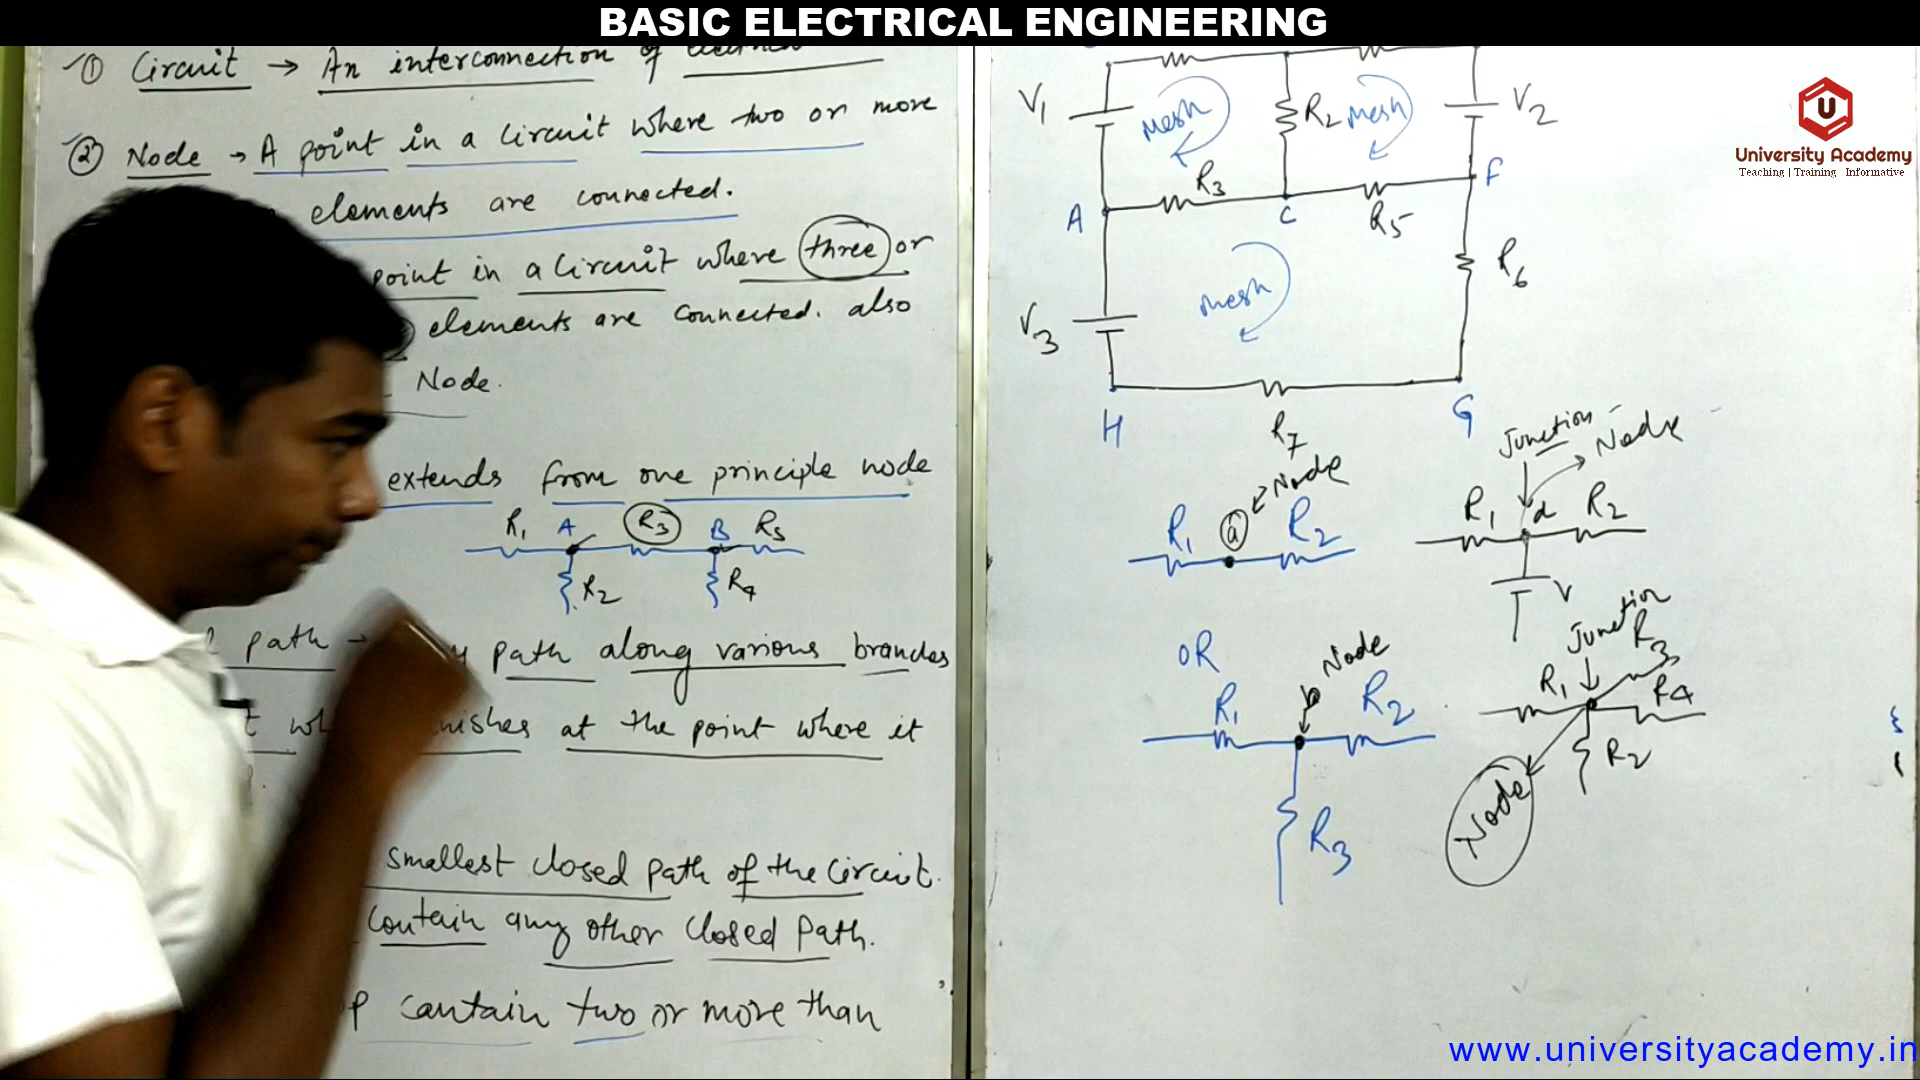 BASIC ELECTRICAL ENGINEERING
① Circuit → An interconnection of
② Node → A point in a circuit where two or more
elements are connected.
point in a circuit where three or
elements are connected. also
Node.
extends from one principle node
R1 A R3 B R5
R2 R4
path → path along various branches
at the point where it
smallest closed path of the circuit.
contain any other closed path.
cantain two or more than
V1 mesh R2 mesh V2
A R3 C R5 F
V3 mesh R6
H R7 G
Node
R1 a R2
Junction Node
R1 d R2
V
OR
Node
R1 R2
R3
Junction
R1 R3
R4
R2
Node
U
University Academy
Teaching | Training Informative
www.universityacademy.in